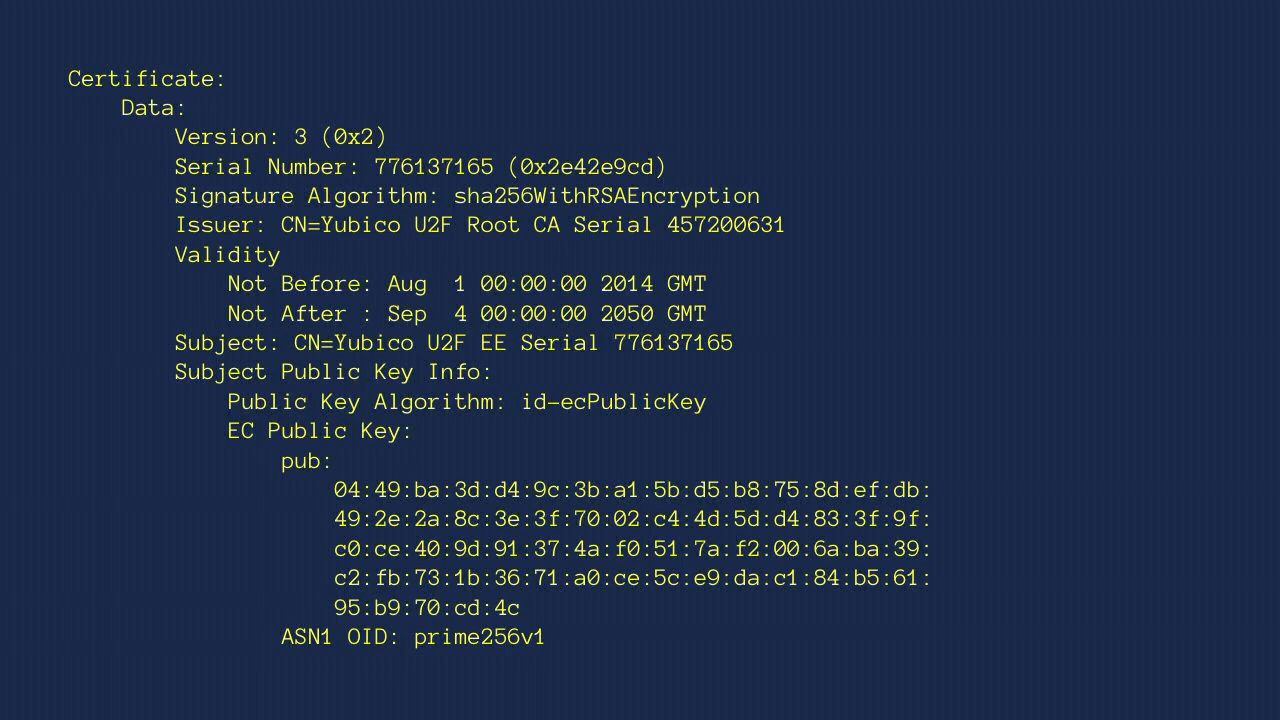 Certificate:
    Data:
        Version: 3 (0x2)
        Serial Number: 776137165 (0x2e42e9cd)
        Signature Algorithm: sha256WithRSAEncryption
        Issuer: CN=Yubico U2F Root CA Serial 457200631
        Validity
            Not Before: Aug  1 00:00:00 2014 GMT
            Not After : Sep  4 00:00:00 2050 GMT
        Subject: CN=Yubico U2F EE Serial 776137165
        Subject Public Key Info:
            Public Key Algorithm: id-ecPublicKey
            EC Public Key:
                pub:
                    04:49:ba:3d:d4:9c:3b:a1:5b:d5:b8:75:8d:ef:db:
                    49:2e:2a:8c:3e:3f:70:02:c4:4d:5d:d4:83:3f:9f:
                    c0:ce:40:9d:91:37:4a:f0:51:7a:f2:00:6a:ba:39:
                    c2:fb:73:1b:36:71:a0:ce:5c:e9:da:c1:84:b5:61:
                    95:b9:70:cd:4c
                ASN1 OID: prime256v1